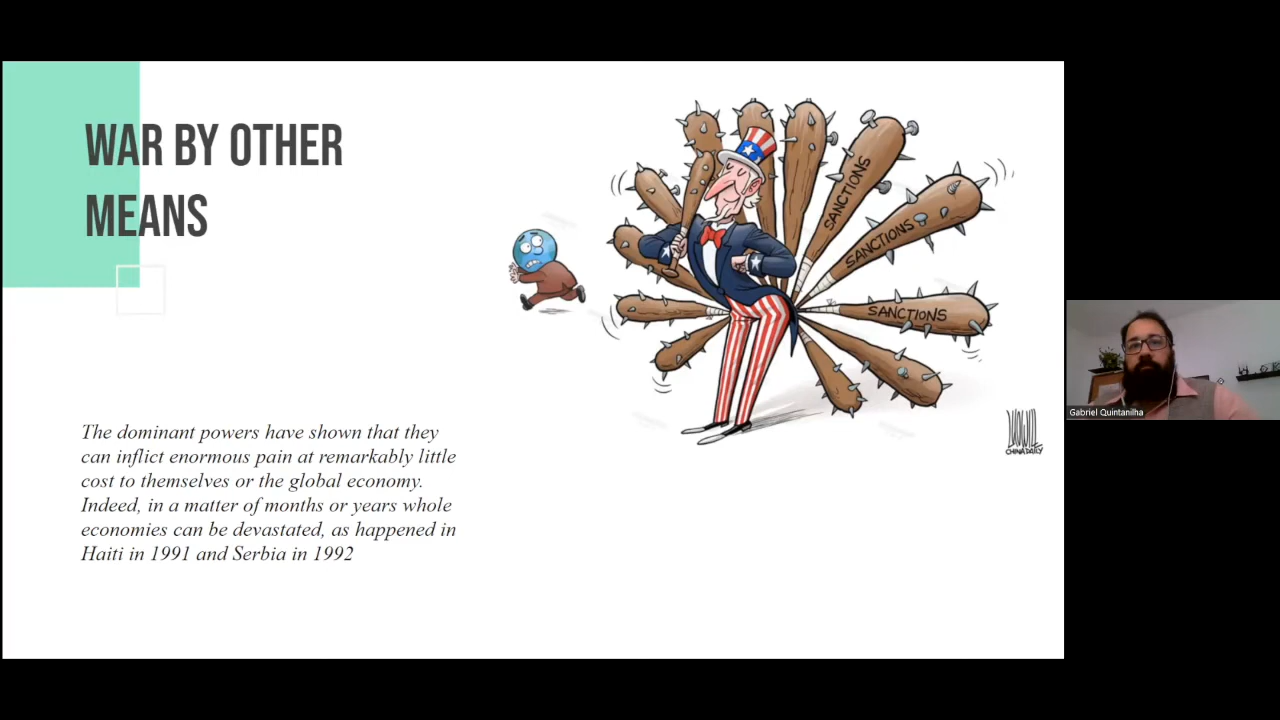 WAR BY OTHER
MEANS
SANCTIONS
SANCTIONS
SANCTIONS
CHINA DAILY
The dominant powers have shown that they
can inflict enormous pain at remarkably little
cost to themselves or the global economy.
Indeed, in a matter of months or years whole
economies can be devastated, as happened in
Haiti in 1991 and Serbia in 1992
Gabriel Quintanilha